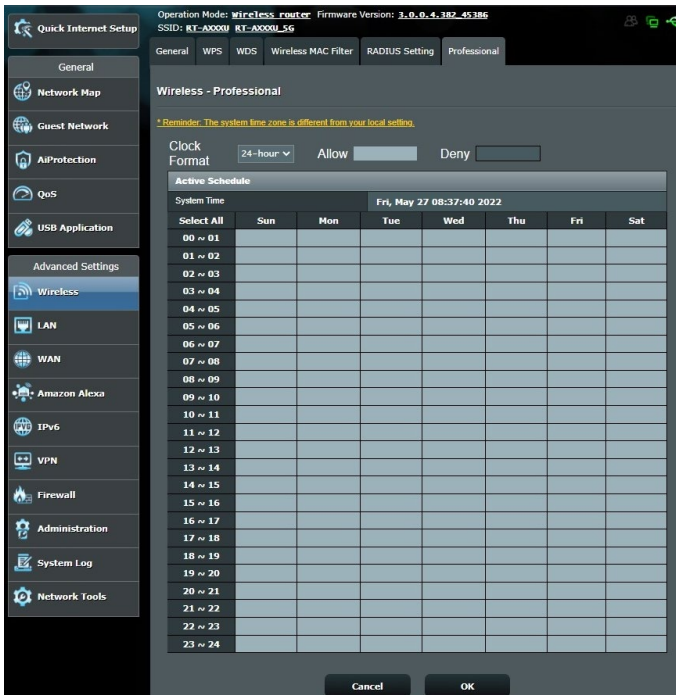 Quick Internet Setup
General
Network Map
Guest Network
AiProtection
QoS
USB Application
Advanced Settings
Wireless
LAN
WAN
Amazon Alexa
IPv6
VPN
Firewall
Administration
System Log
Network Tools
Operation Mode: Wireless router Firmware Version: 3.0.0.4.382_45386
SSID: RT-AXXXU RT-AXXXU_5G
General WPS WDS Wireless MAC Filter RADIUS Setting Professional
Wireless - Professional
* Reminder: The system time zone is different from your local setting.
Clock Format 24-hour Allow Deny
Active Schedule
System Time Fri, May 27 08:37:40 2022
Select All Sun Mon Tue Wed Thu Fri Sat
00 ~ 01
01 ~ 02
02 ~ 03
03 ~ 04
04 ~ 05
05 ~ 06
06 ~ 07
07 ~ 08
08 ~ 09
09 ~ 10
10 ~ 11
11 ~ 12
12 ~ 13
13 ~ 14
14 ~ 15
15 ~ 16
16 ~ 17
17 ~ 18
18 ~ 19
19 ~ 20
20 ~ 21
21 ~ 22
22 ~ 23
23 ~ 24
Cancel OK